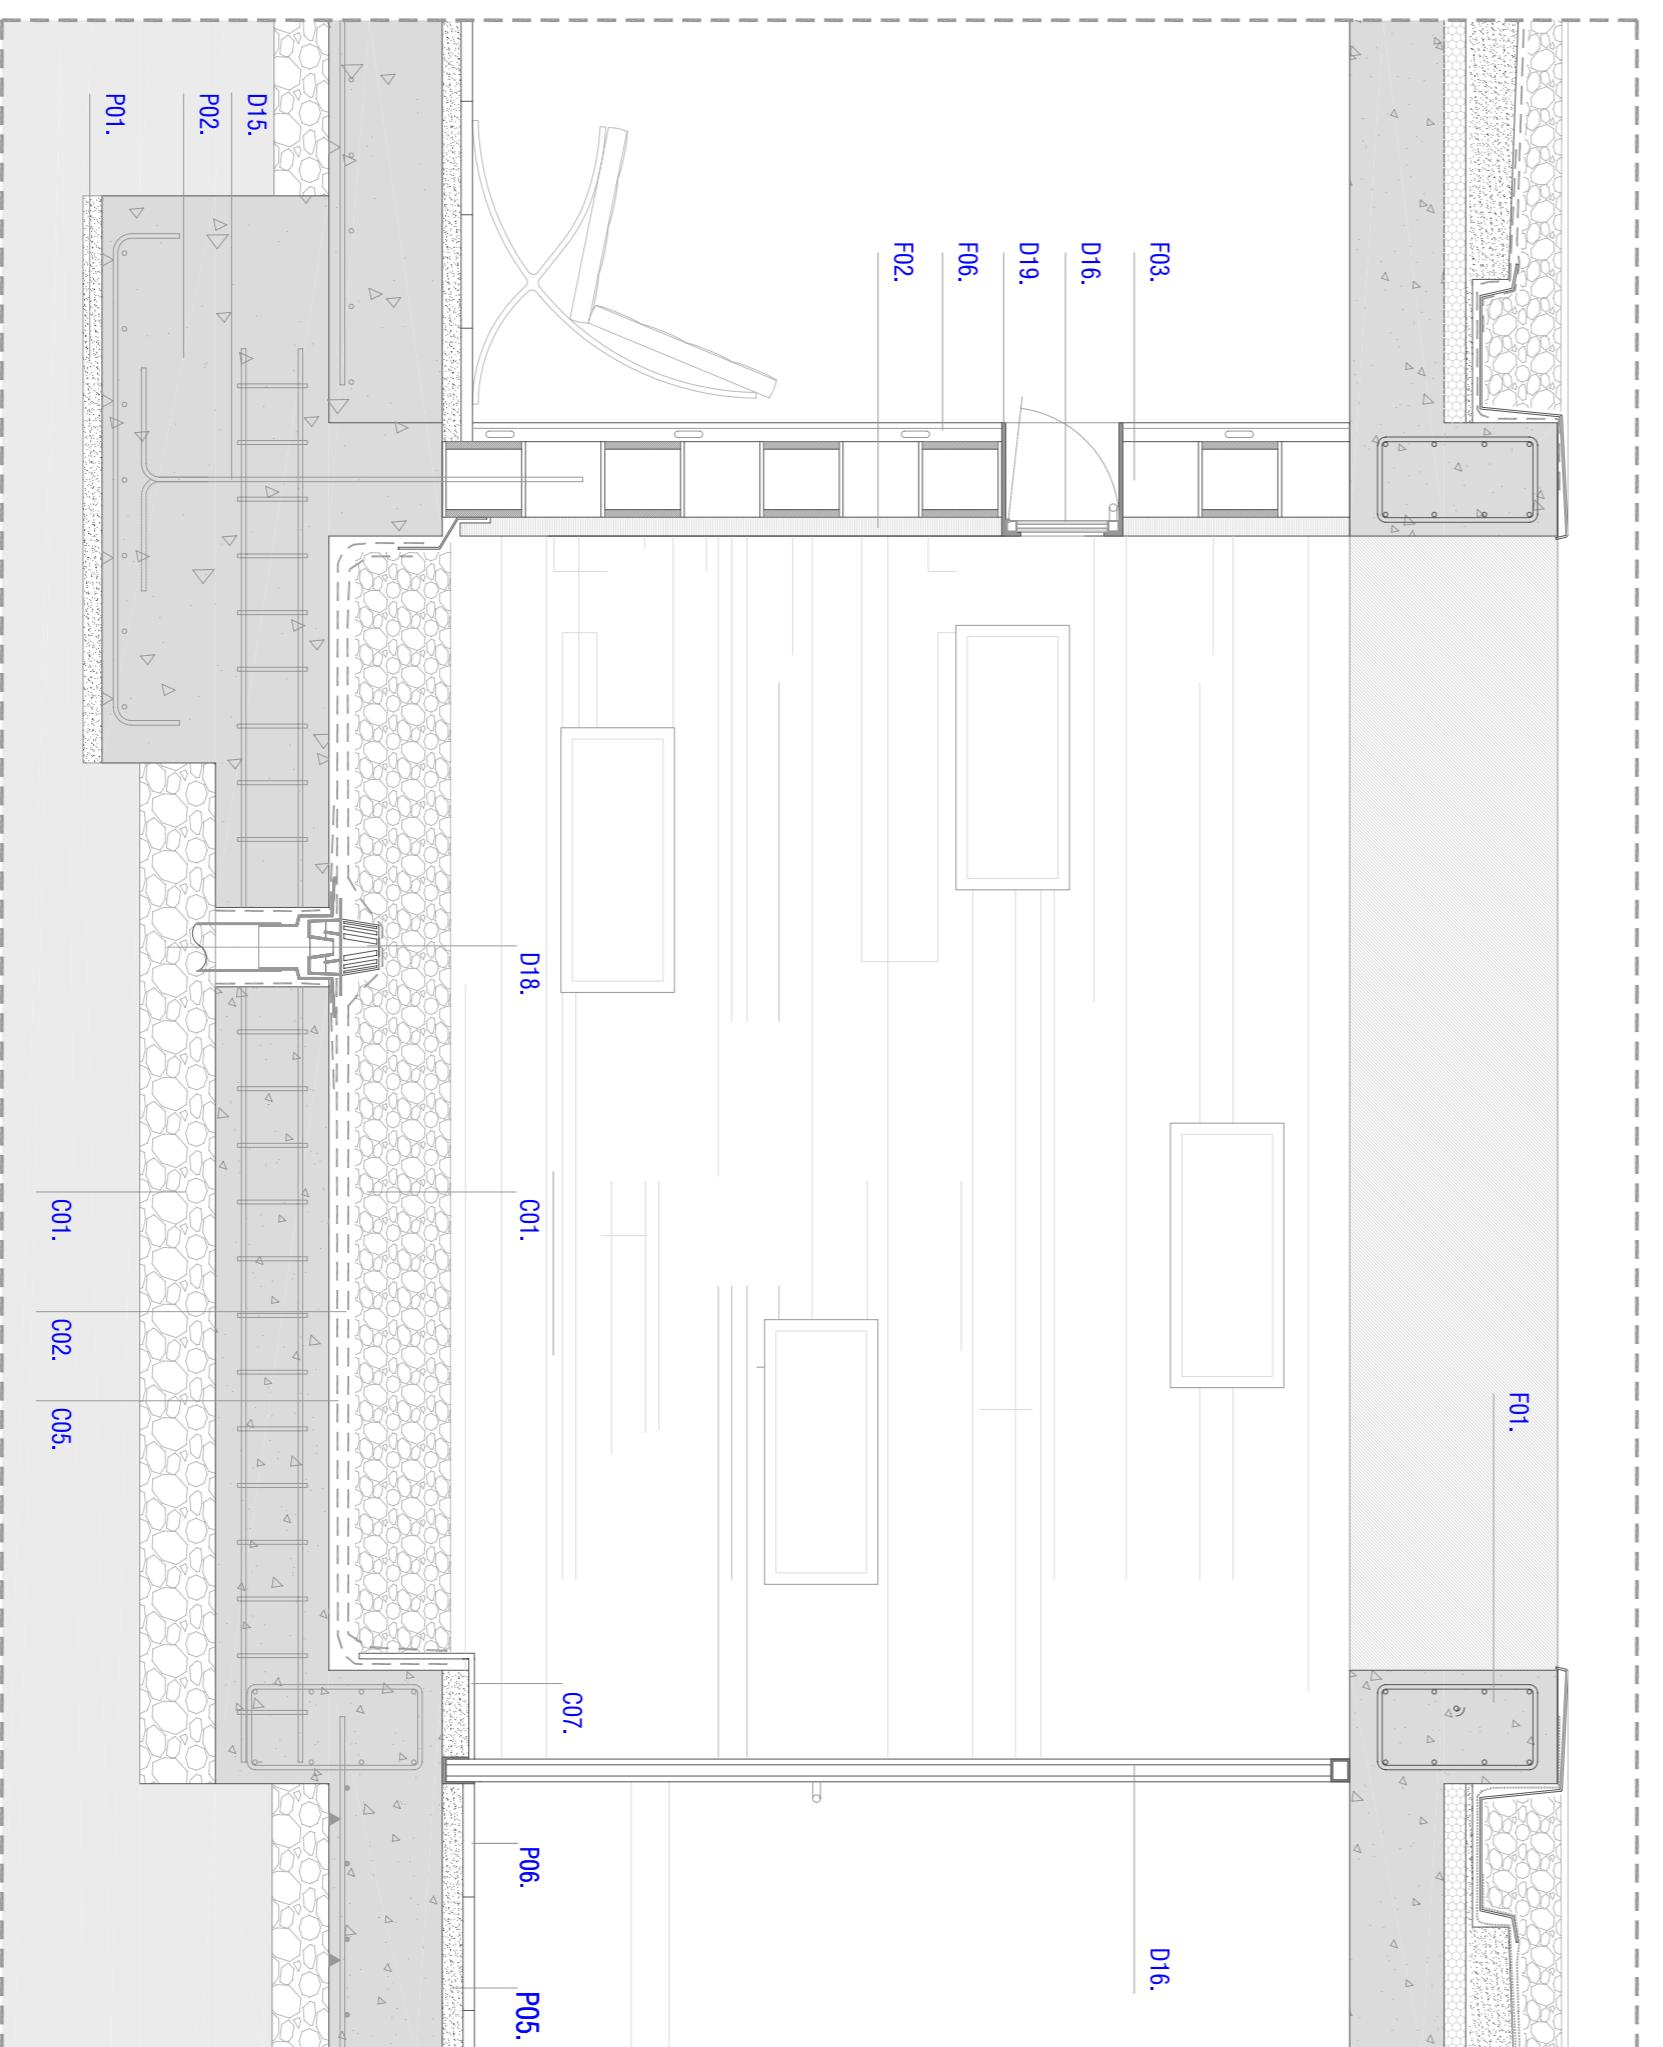 F01.
F03.
D16.
D16.
D19.
F06.
F02.
C07.
D18.
C01.
P06.
P05.
D15.
P02.
P01.
C01.
C02.
C05.